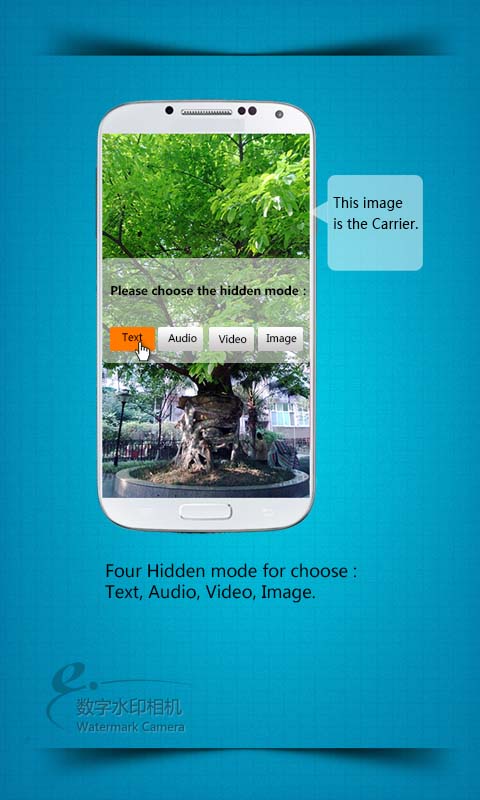 This image
is the Carrier.
Please choose the hidden mode :
Text Audio Video Image
Four Hidden mode for choose :
Text, Audio, Video, Image.
数字水印相机
Watermark Camera